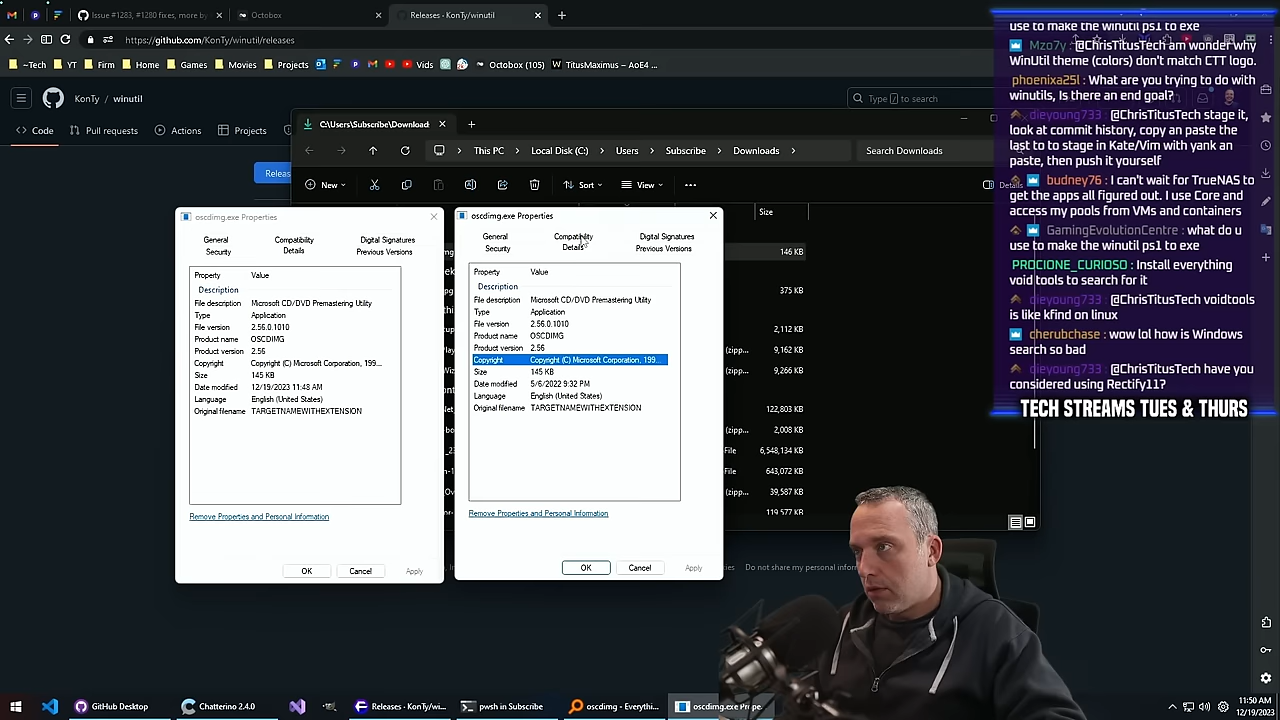 Issue #1283, #1280 fixes, more by
Octobox
Releases - KonTy/winutil
https://github.com/KonTy/winutil/releases
~Tech
YT
Firm
Home
Games
Movies
Projects
Vids
Octobox (105)
TitusMaximus – AoE4 ...
KonTy / winutil
Type / to search
Code
Pull requests
Actions
Projects
Releas
C:\Users\Subscribe\Download:
This PC
Local Disk (C:)
Users
Subscribe
Downloads
Search Downloads
New
Sort
View
Details
Size
146 KB
375 KB
2,112 KB
(zipp...
9,162 KB
(zipp...
9,266 KB
122,803 KB
(zipp...
2,008 KB
File
6,548,134 KB
File
643,072 KB
(zipp...
39,587 KB
(zipp...
119,577 KB
Do not share my personal infor
oscdimg.exe Properties
General
Compatibility
Digital Signatures
Security
Details
Previous Versions
Property
Value
Description
File description
Microsoft CD/DVD Premastering Utility
Type
Application
File version
2.56.0.1010
Product name
OSCDIMG
Product version
2.56
Copyright
Copyright (C) Microsoft Corporation, 199...
Size
145 KB
Date modified
12/19/2023 11:48 AM
Language
English (United States)
Original filename
TARGETNAMEWITHEXTENSION
Remove Properties and Personal Information
OK
Cancel
Apply
oscdimg.exe Properties
General
Compatibility
Digital Signatures
Security
Details
Previous Versions
Property
Value
Description
File description
Microsoft CD/DVD Premastering Utility
Type
Application
File version
2.56.0.1010
Product name
OSCDIMG
Product version
2.56
Copyright
Copyright (C) Microsoft Corporation, 199...
Size
145 KB
Date modified
5/6/2022 9:32 PM
Language
English (United States)
Original filename
TARGETNAMEWITHEXTENSION
Remove Properties and Personal Information
OK
Cancel
Apply
use to make the winutil ps1 to exe
Mzo7y: @ChrisTitusTech am wonder why
WinUtil theme (colors) don't match CTT logo.
phoenixa25l: What are you trying to do with
winutils, Is there an end goal?
dieyoung733: @ChrisTitusTech stage it,
look at commit history, copy an paste the
last to to stage in Kate/Vim with yank an
paste, then push it yourself
budney76: I can't wait for TrueNAS to
get the apps all figured out. I use Core and
access my pools from VMs and containers
GamingEvolutionCentre: what do u
use to make the winutil ps1 to exe
PROCIONE_CURIOSO: Install everything
void tools to search for it
dieyoung733: @ChrisTitusTech voidtools
is like kfind on linux
cherubchase: wow lol how is Windows
search so bad
dieyoung733: @ChrisTitusTech have you
considered using Rectify11?
TECH STREAMS TUES & THURS
GitHub Desktop
Chatterino 2.4.0
Releases - KonTy/wi...
pwsh in Subscribe
oscdimg - Everythi...
oscdimg.exe Prope
11:50 AM
12/19/2023